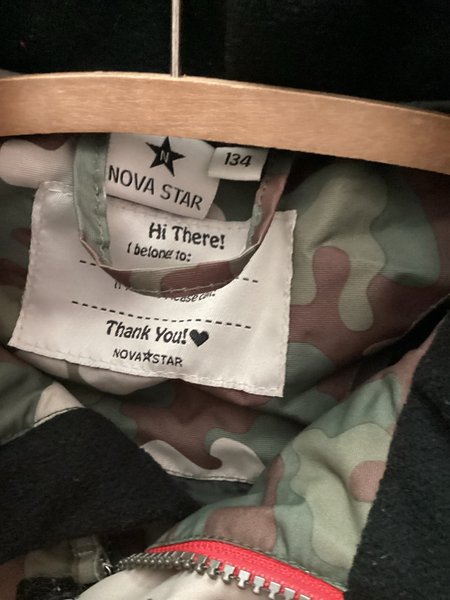 N
NOVA STAR
134
Hi There!
I belong to:
Thank You!
NOVA STAR